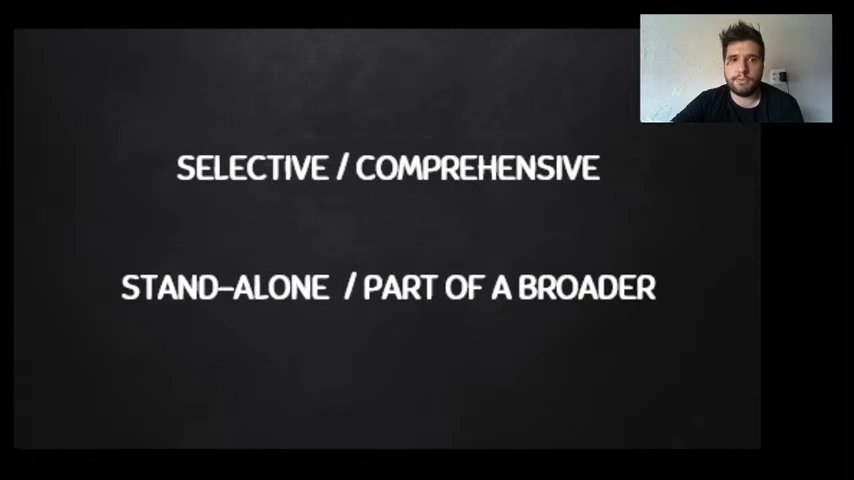 SELECTIVE / COMPREHENSIVE
STAND-ALONE / PART OF A BROADER